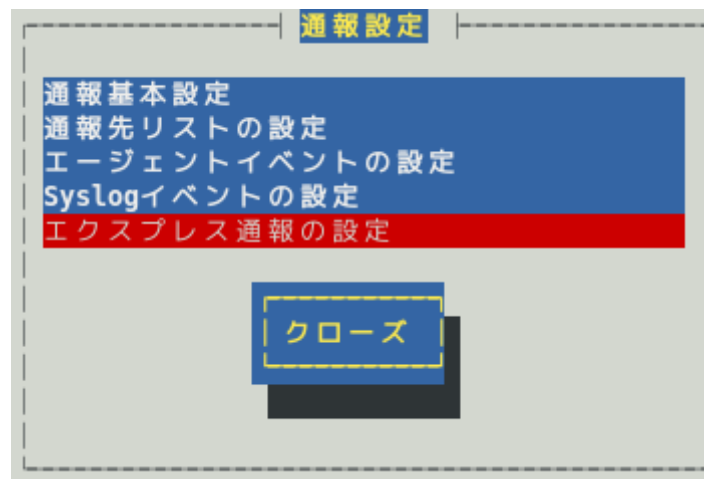 通報設定
通報基本設定
通報先リストの設定
エージェントイベントの設定
Syslogイベントの設定
エクスプレス通報の設定
クローズ